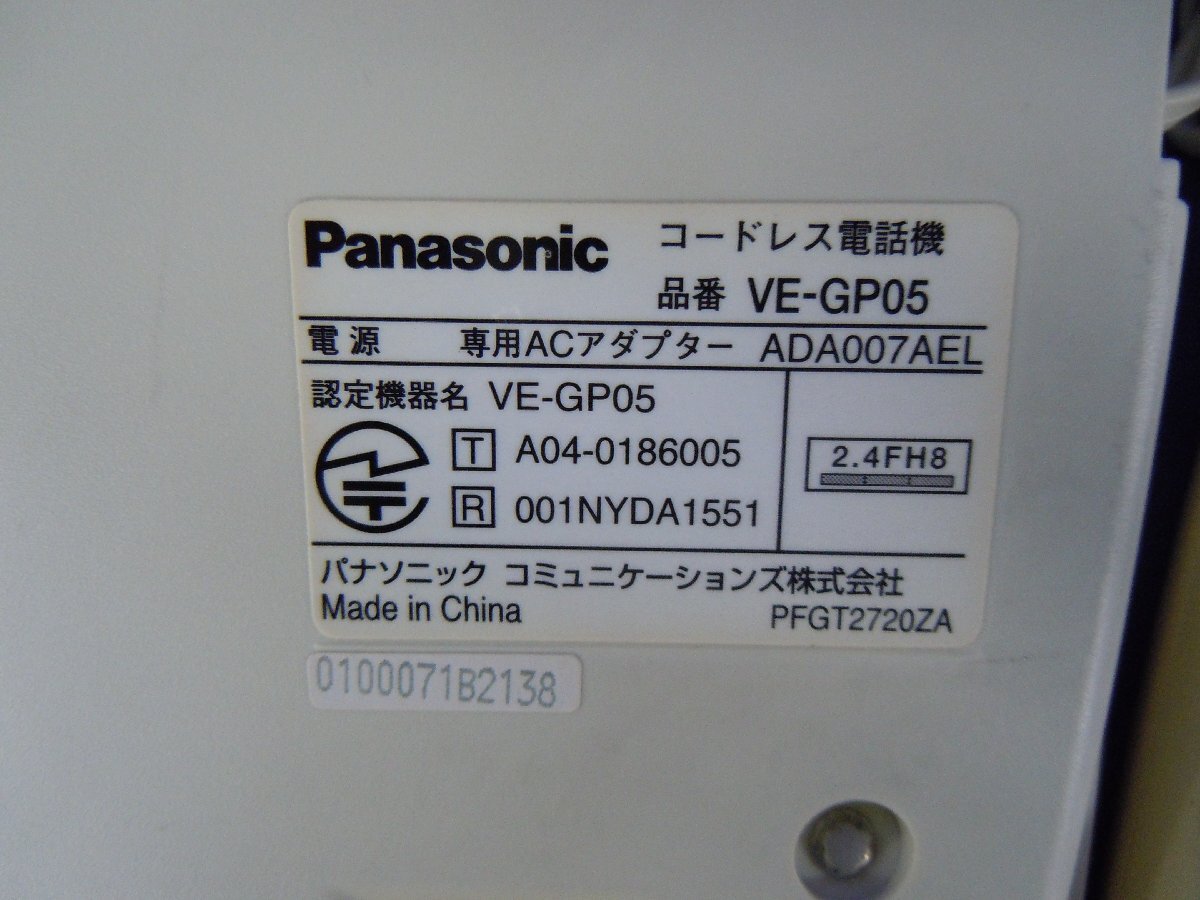 Panasonic コードレス電話機
品番 VE-GP05
電源 専用ACアダプター ADA007AEL
認定機器名 VE-GP05
T A04-0186005
R 001NYDA1551
2.4FH8
パナソニック コミュニケーションズ株式会社
Made in China PFGT2720ZA
0100071B2138